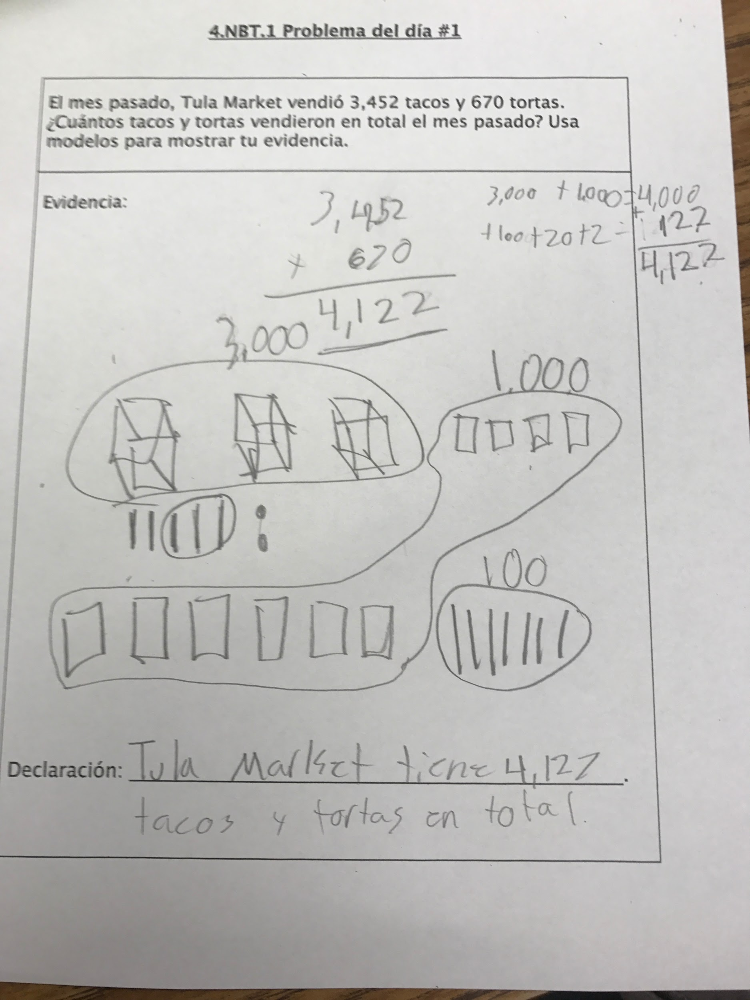 4.NBT.1 Problema del día #1
El mes pasado, Tula Market vendió 3,452 tacos y 670 tortas.
¿Cuántos tacos y tortas vendieron en total el mes pasado? Usa
modelos para mostrar tu evidencia.
Evidencia:
3,452
+ 670
4,122
3,000 + 1,000 = 4,000
+ 100 + 20 + 2 = + 122
4,122
3,000
1,000
100
Declaración: Tula Market tiene 4,122.
tacos y tortas en total.